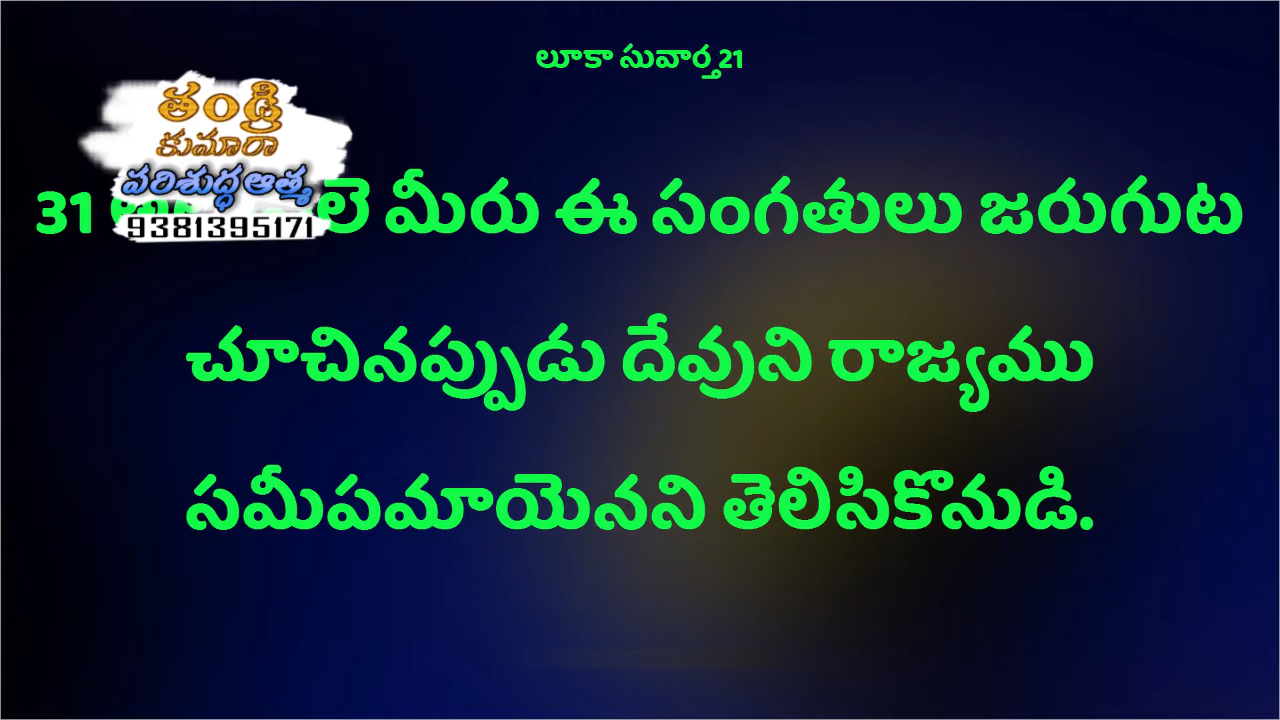 లూకా సువార్త 21
తండ్రి
కుమారా
పరిశుద్ధ ఆత్మ
9381395171
31 మీరు ఈ సంగతులు జరుగుట
చూచినప్పుడు దేవుని రాజ్యము
సమీపమాయెనని తెలిసికొనుడి.